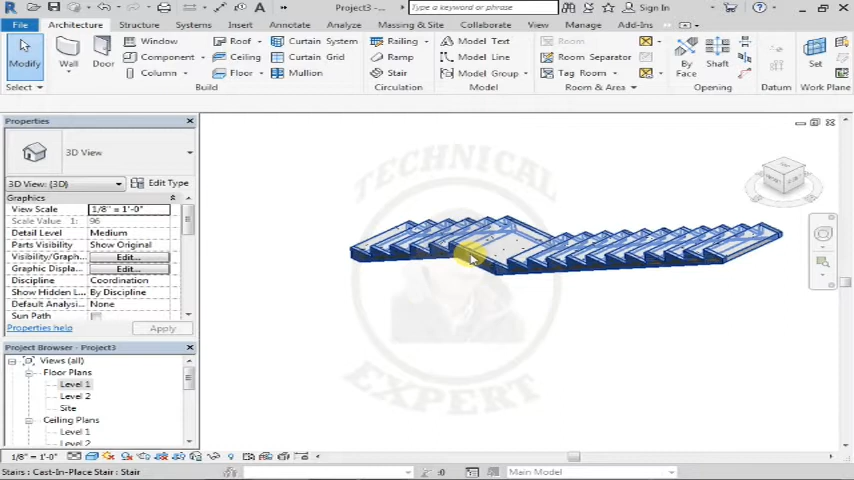 Project3 -...
Type a keyword or phrase
Sign In
File Architecture Structure Systems Insert Annotate Analyze Massing & Site Collaborate View Manage Add-Ins
Modify
Wall
Door
Window
Component
Column
Roof
Ceiling
Floor
Curtain System
Curtain Grid
Mullion
Railing
Ramp
Stair
Model Text
Model Line
Model Group
Room
Room Separator
Tag Room
By
Face
Shaft
Set
Select
Build
Circulation
Model
Room & Area
Opening
Datum
Work Plane
Properties
3D View
3D View: {3D}
Edit Type
Graphics
View Scale 1/8" = 1'-0"
Scale Value 1: 96
Detail Level Medium
Parts Visibility Show Original
Visibility/Graph... Edit...
Graphic Displa... Edit...
Discipline Coordination
Show Hidden L... By Discipline
Default Analysi... None
Sun Path
Properties help
Apply
Project Browser - Project3
Views (all)
Floor Plans
Level 1
Level 2
Site
Ceiling Plans
Level 1
Level 2
TECHNICAL
EXPERT
1/8" = 1'-0"
Stairs : Cast-In-Place Stair : Stair
:0
Main Model